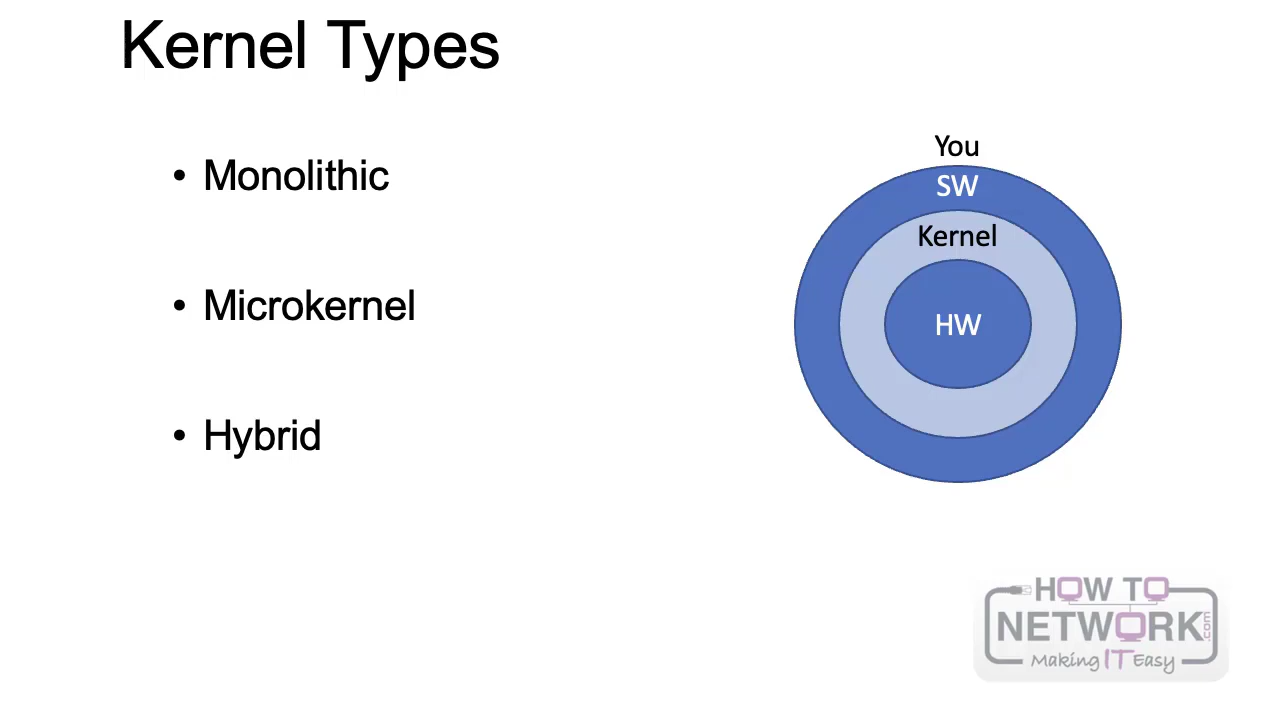 Kernel Types
• Monolithic
• Microkernel
• Hybrid
You
SW
Kernel
HW
HOW TO
NETWORK.com
Making IT Easy